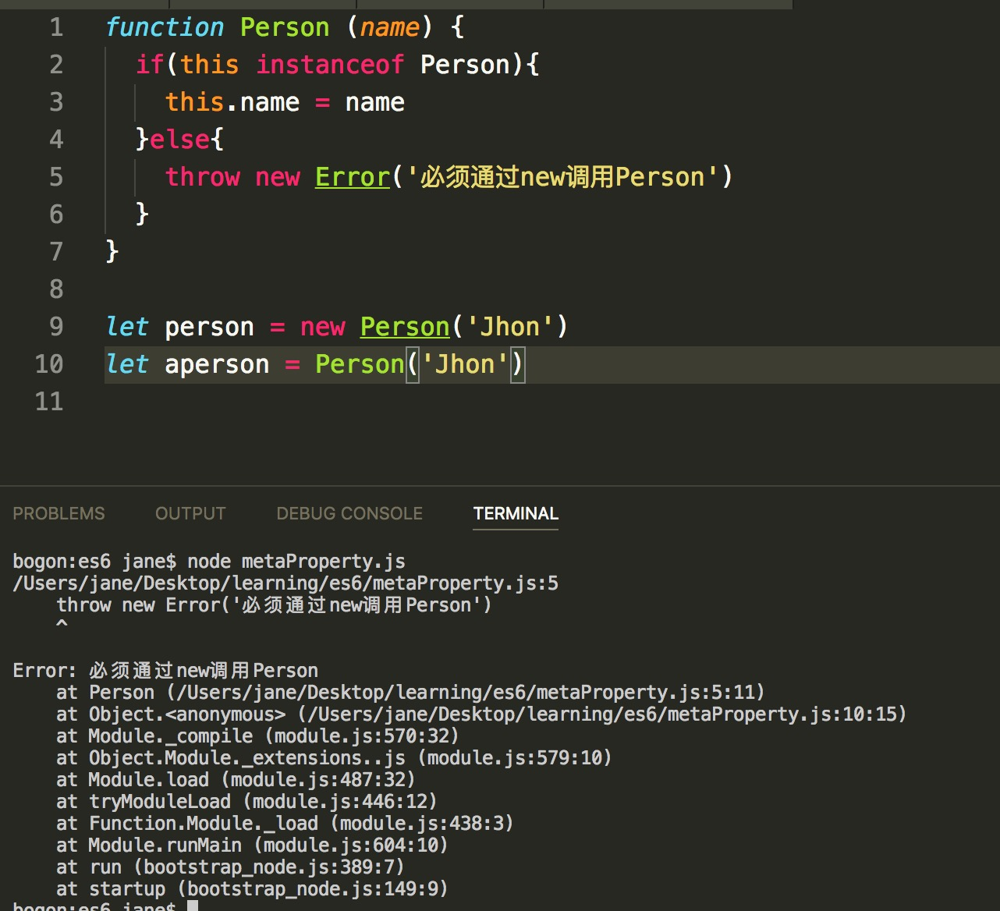 1 function Person (name) {
2 if(this instanceof Person){
3 this.name = name
4 }else{
5 throw new Error('必须通过new调用Person')
6 }
7 }
8
9 let person = new Person('Jhon')
10 let aperson = Person('Jhon')
11
PROBLEMS OUTPUT DEBUG CONSOLE TERMINAL
bogon:es6 jane$ node metaProperty.js
/Users/jane/Desktop/learning/es6/metaProperty.js:5
throw new Error('必须通过new调用Person')
^
Error: 必须通过new调用Person
at Person (/Users/jane/Desktop/learning/es6/metaProperty.js:5:11)
at Object.<anonymous> (/Users/jane/Desktop/learning/es6/metaProperty.js:10:15)
at Module._compile (module.js:570:32)
at Object.Module._extensions..js (module.js:579:10)
at Module.load (module.js:487:32)
at tryModuleLoad (module.js:446:12)
at Function.Module._load (module.js:438:3)
at Module.runMain (module.js:604:10)
at run (bootstrap_node.js:389:7)
at startup (bootstrap_node.js:149:9)
bogon:es6 jane$